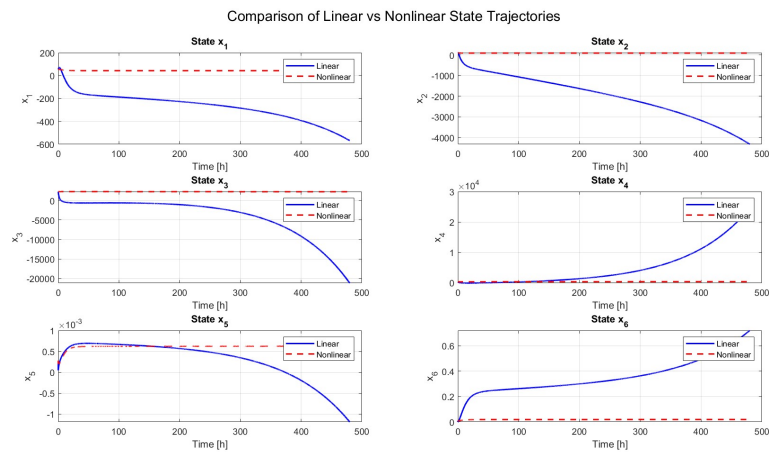 Comparison of Linear vs Nonlinear State Trajectories
State x1
200
0
-200
-400
-600
x1
0 100 200 300 400 500
Time [h]
Linear
Nonlinear
State x2
0
-1000
-2000
-3000
-4000
x2
0 100 200 300 400 500
Time [h]
Linear
Nonlinear
State x3
0
-5000
-10000
-15000
-20000
x3
0 100 200 300 400 500
Time [h]
Linear
Nonlinear
State x4
×10^4
3
2
1
0
x4
0 100 200 300 400 500
Time [h]
Linear
Nonlinear
State x5
×10^-3
1
0.5
0
-0.5
-1
x5
0 100 200 300 400 500
Time [h]
Linear
Nonlinear
State x6
0.6
0.4
0.2
0
x6
0 100 200 300 400 500
Time [h]
Linear
Nonlinear